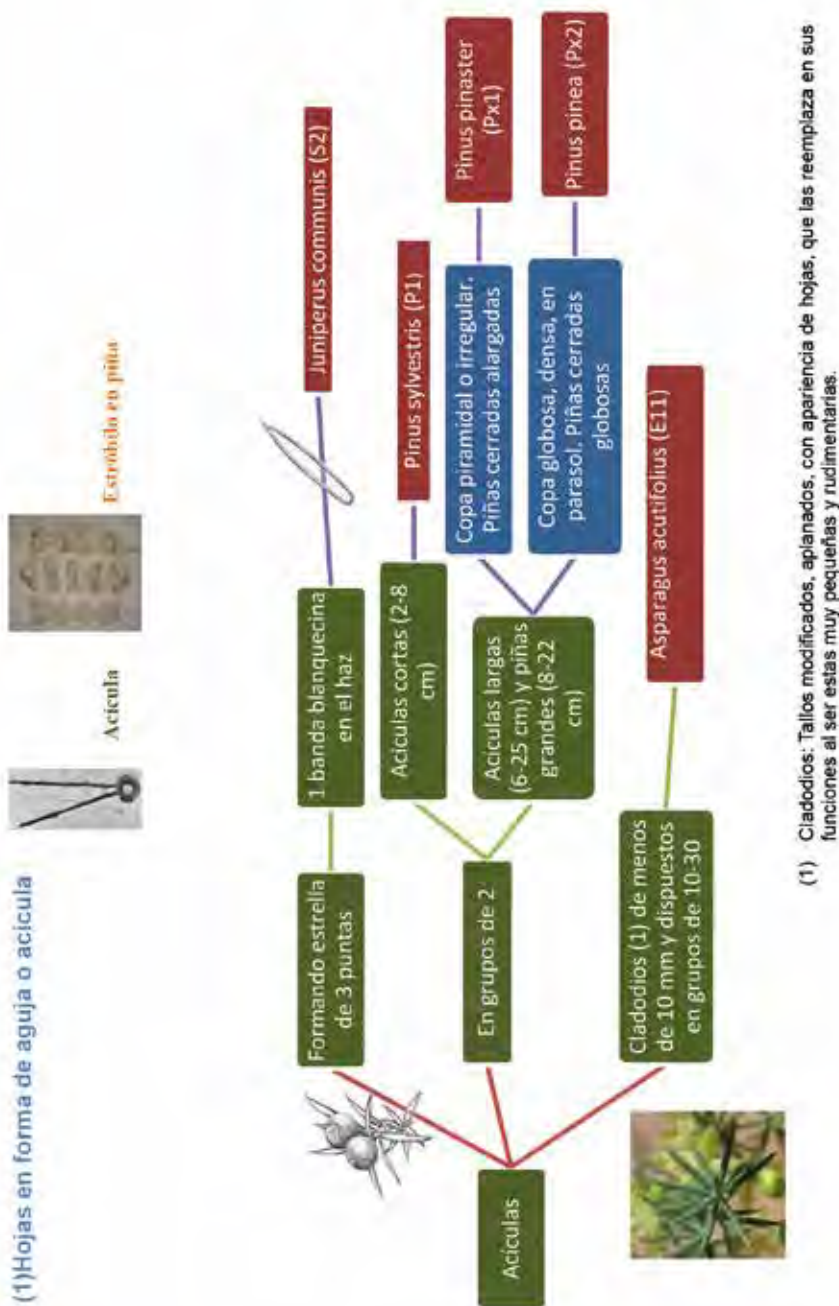 (1)Hojas en forma de aguja o acícula
Acícula
Estróbilo en piña
Acículas
Formando estrella
de 3 puntas
1 banda blanquecina
en el haz
Juniperus communis (S2)
En grupos de 2
Acículas cortas (2-8
cm)
Pinus sylvestris (P1)
Acículas largas
(6-25 cm) y piñas
grandes (8-22
cm)
Copa piramidal o irregular.
Piñas cerradas alargadas
Pinus pinaster
(Px1)
Copa globosa, densa, en
parasol. Piñas cerradas
globosas
Pinus pinea (Px2)
Cladodios (1) de menos
de 10 mm y dispuestos
en grupos de 10-30
Asparagus acutifolius (E11)
(1) Cladodios: Tallos modificados, aplanados, con apariencia de hojas, que las reemplaza en sus
funciones al ser estas muy pequeñas y rudimentarias.